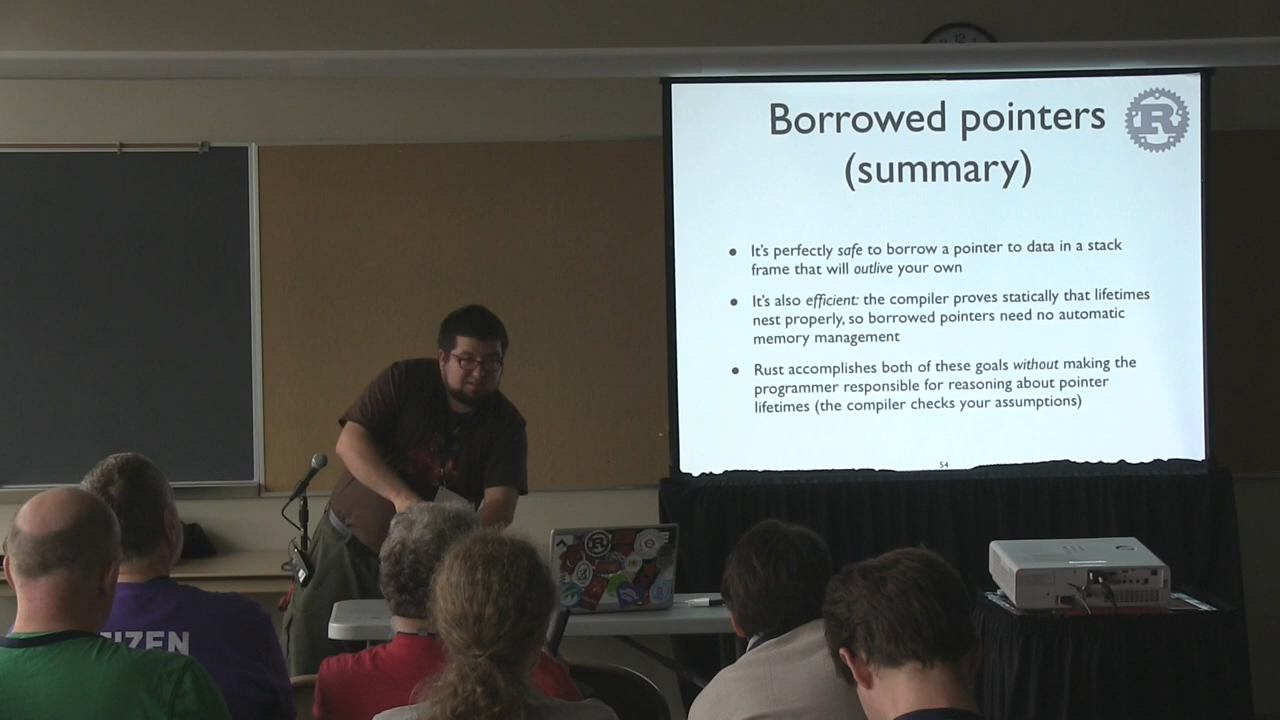 12
Borrowed pointers
(summary)
R
● It's perfectly safe to borrow a pointer to data in a stack
frame that will outlive your own
● It's also efficient: the compiler proves statically that lifetimes
nest properly, so borrowed pointers need no automatic
memory management
● Rust accomplishes both of these goals without making the
programmer responsible for reasoning about pointer
lifetimes (the compiler checks your assumptions)
54
IZEN
R